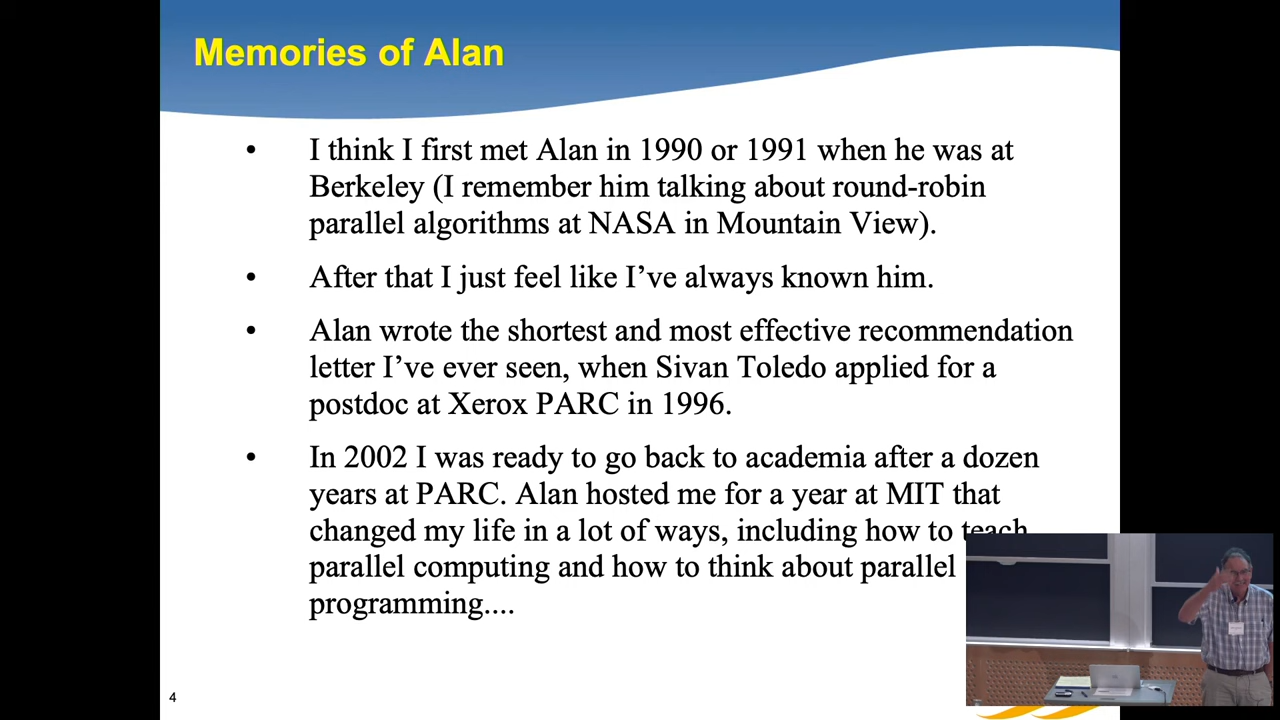 Memories of Alan
• I think I first met Alan in 1990 or 1991 when he was at
Berkeley (I remember him talking about round-robin
parallel algorithms at NASA in Mountain View).
• After that I just feel like I’ve always known him.
• Alan wrote the shortest and most effective recommendation
letter I’ve ever seen, when Sivan Toledo applied for a
postdoc at Xerox PARC in 1996.
• In 2002 I was ready to go back to academia after a dozen
years at PARC. Alan hosted me for a year at MIT that
changed my life in a lot of ways, including how to teach
parallel computing and how to think about parallel
programming....
4